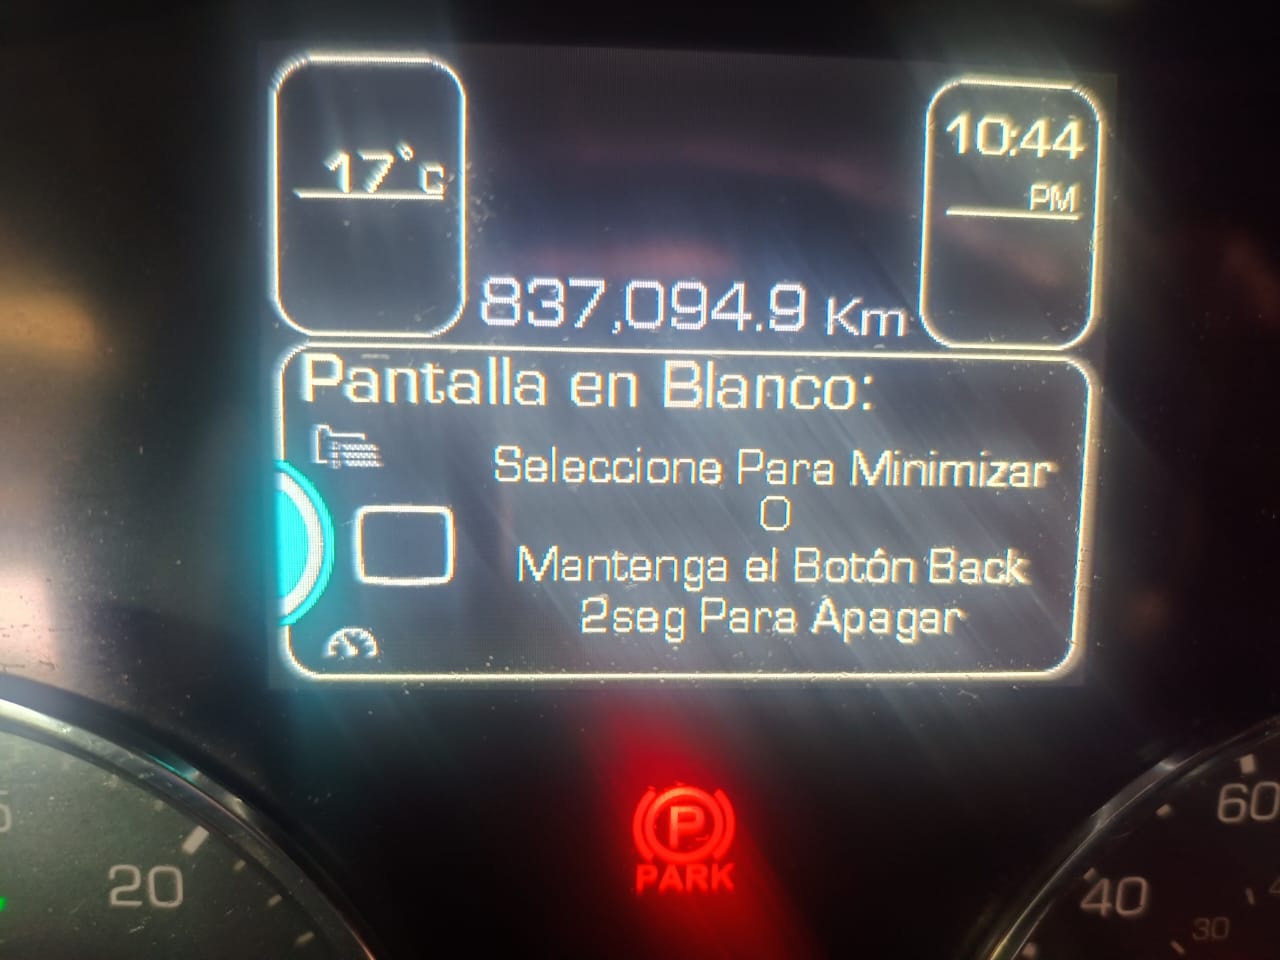 17°C
10:44
PM
837,094.9 Km
Pantalla en Blanco:
Seleccione Para Minimizar
O
Mantenga el Botón Back
2seg Para Apagar
P
PARK
20
60
40
30